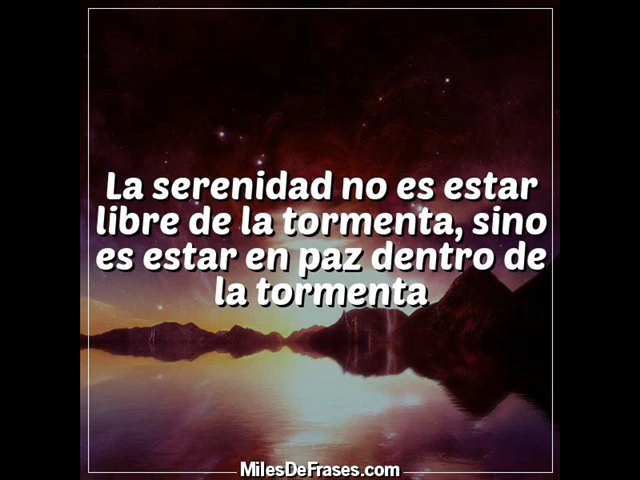 La serenidad no es estar
libre de la tormenta, sino
es estar en paz dentro de
la tormenta
MilesDeFrases.com